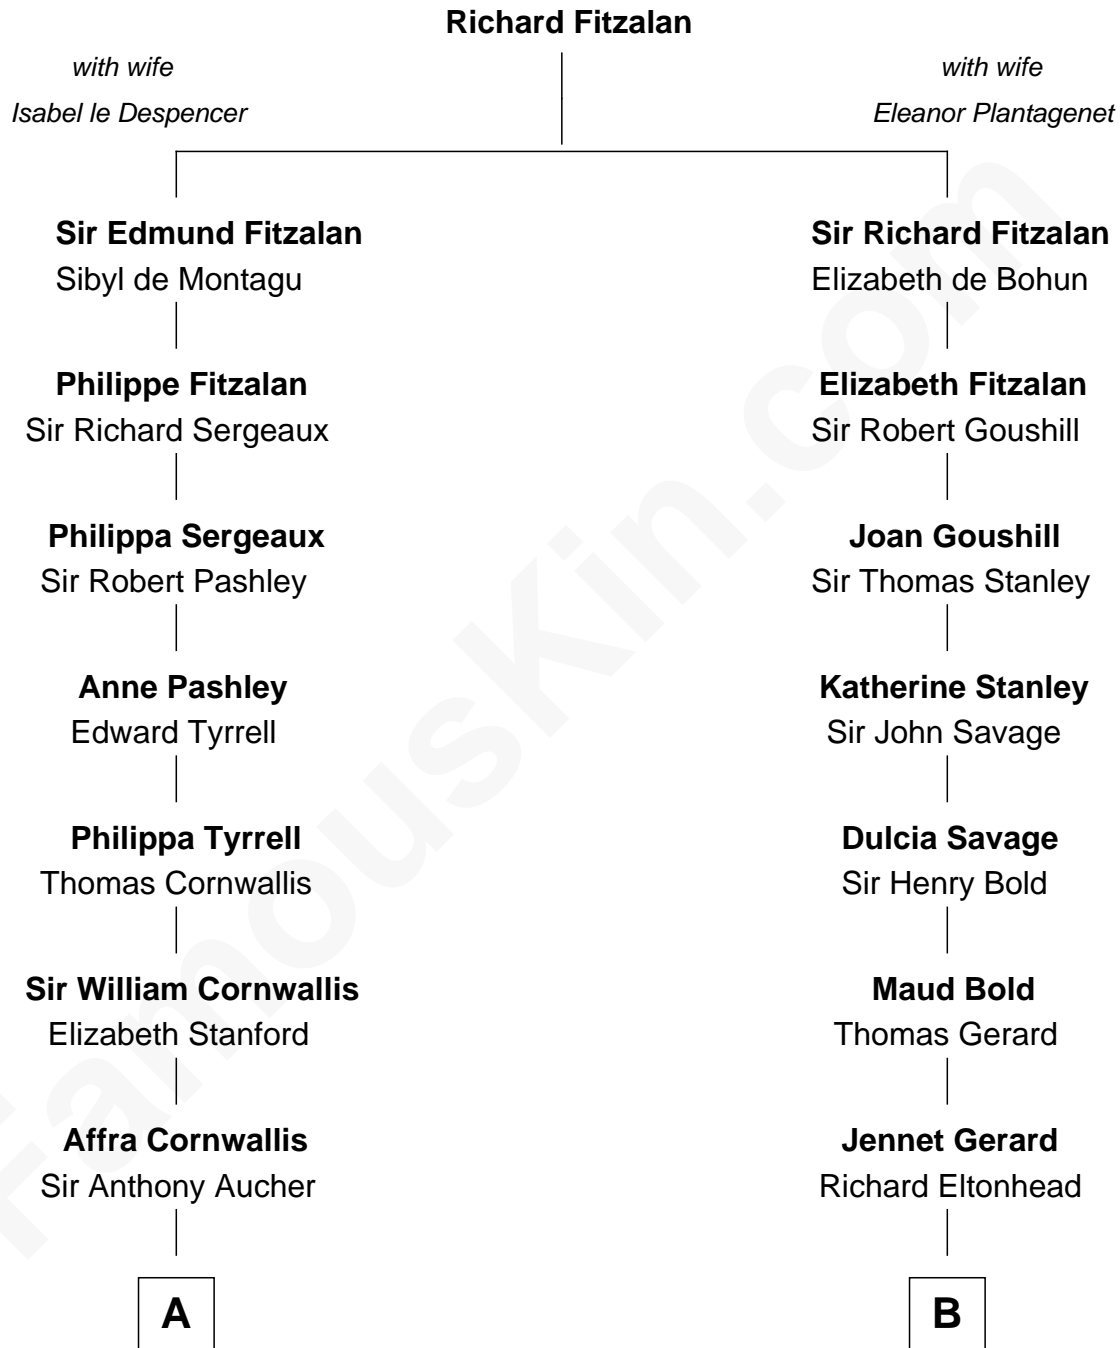 Richard Fitzalan
with wife
Isabel le Despencer
with wife
Eleanor Plantagenet
Sir Edmund Fitzalan
Sibyl de Montagu
Sir Richard Fitzalan
Elizabeth de Bohun
Philippe Fitzalan
Sir Richard Sergeaux
Elizabeth Fitzalan
Sir Robert Goushill
Philippa Sergeaux
Sir Robert Pashley
Joan Goushill
Sir Thomas Stanley
Anne Pashley
Edward Tyrrell
Katherine Stanley
Sir John Savage
Philippa Tyrrell
Thomas Cornwallis
Dulcia Savage
Sir Henry Bold
Sir William Cornwallis
Elizabeth Stanford
Maud Bold
Thomas Gerard
Affra Cornwallis
Sir Anthony Aucher
Jennet Gerard
Richard Eltonhead
A
B
FamousKin.com